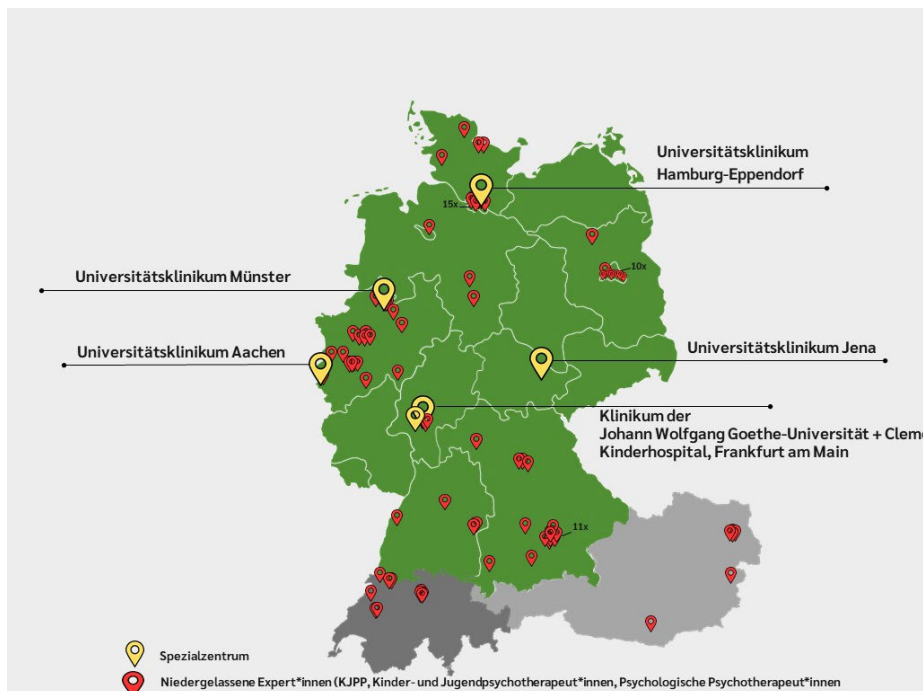 Universitätsklinikum
Hamburg-Eppendorf
15x
10x
Universitätsklinikum Münster
Universitätsklinikum Aachen
Universitätsklinikum Jena
Klinikum der
Johann Wolfgang Goethe-Universität + Cleme
Kinderhospital, Frankfurt am Main
11x
Spezialzentrum
Niedergelassene Expert*innen (KJPP, Kinder- und Jugendpsychotherapeut*innen, Psychologische Psychotherapeut*innen